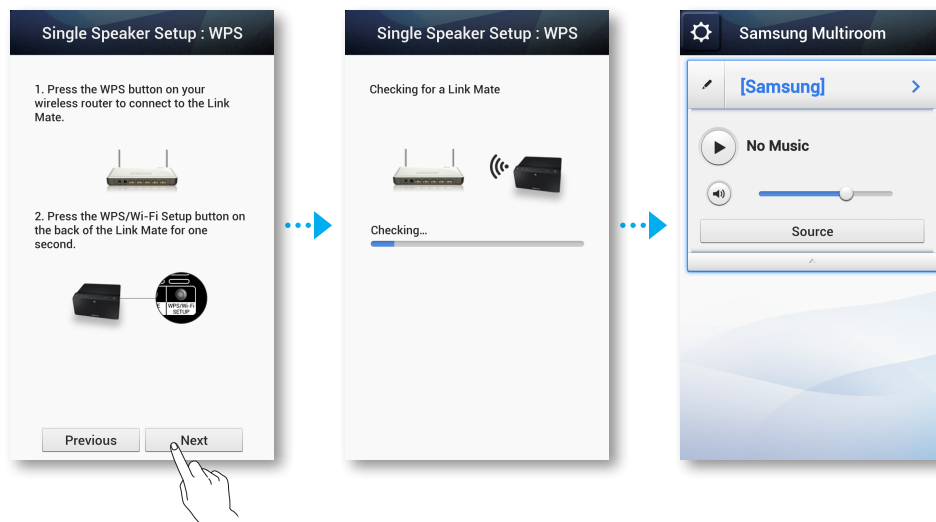 Single Speaker Setup : WPS
1. Press the WPS button on your
wireless router to connect to the Link
Mate.
2. Press the WPS/Wi-Fi Setup button on
the back of the Link Mate for one
second.
WPS/Wi-Fi
SETUP
Previous
Next
Single Speaker Setup : WPS
Checking for a Link Mate
Checking...
Samsung Multiroom
[Samsung]
No Music
Source